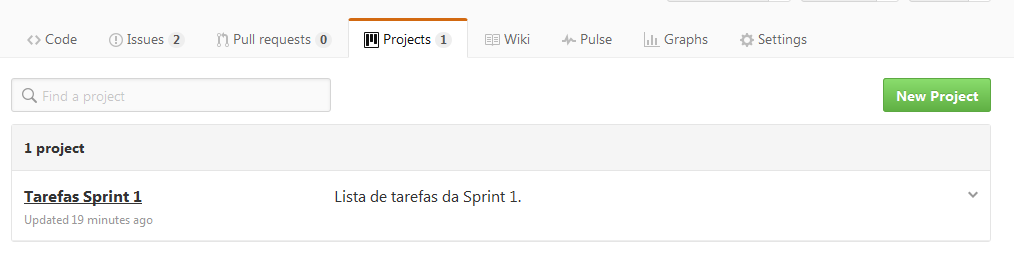 Code Issues 2 Pull requests 0 Projects 1 Wiki Pulse Graphs Settings
Find a project New Project
1 project
Tarefas Sprint 1 Lista de tarefas da Sprint 1.
Updated 19 minutes ago